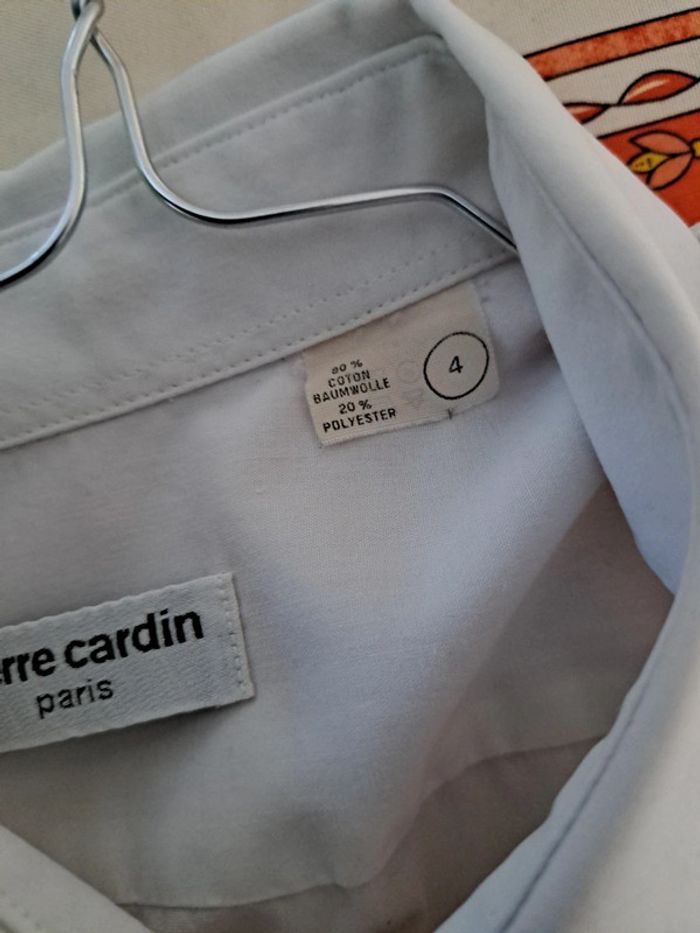 80 %
COTON
BAUMWOLLE
20 %
POLYESTER
4
rre cardin
paris